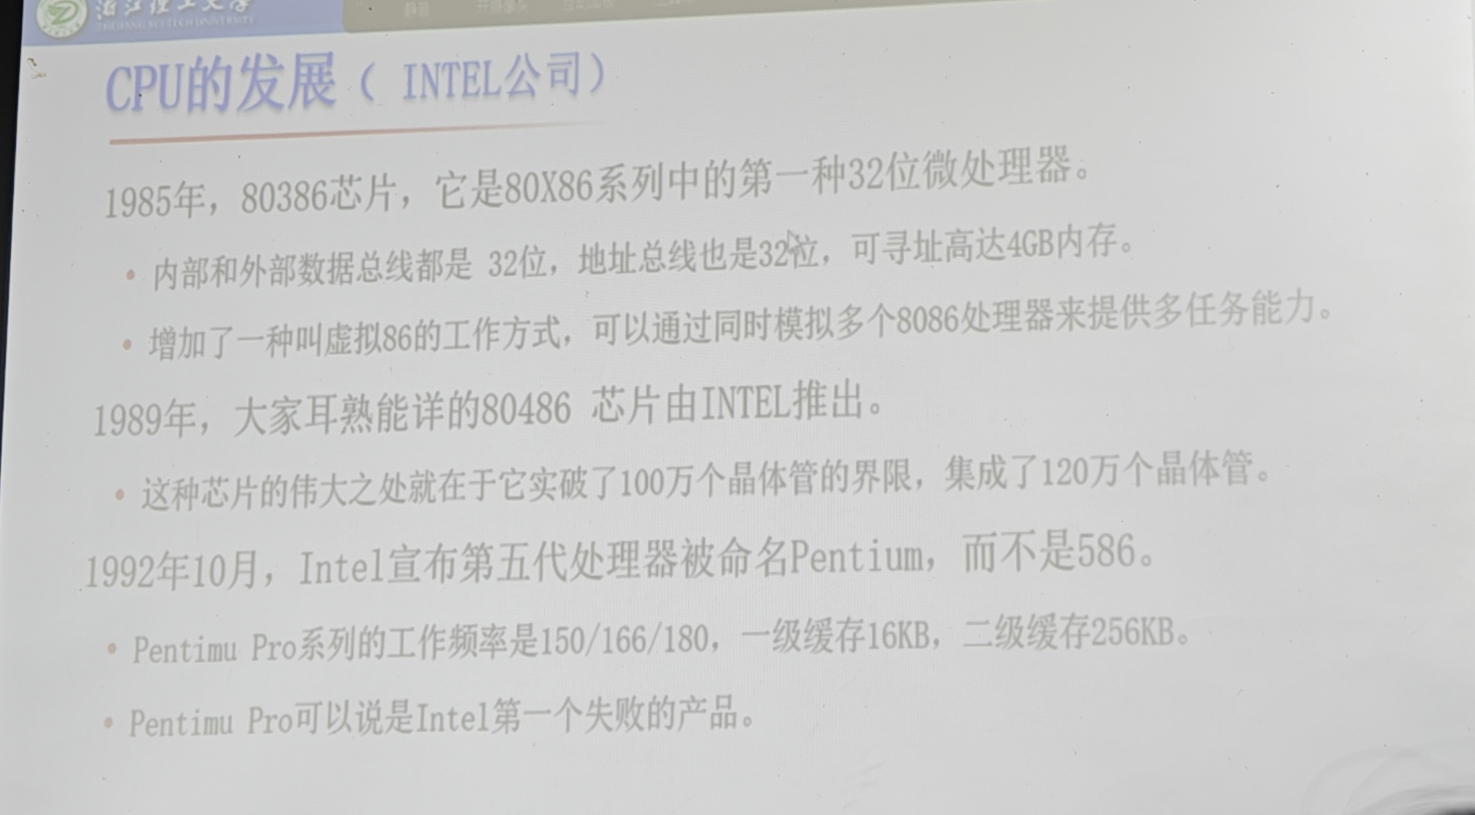 浙江理工大学
ZHEJIANG SCI-TECH UNIVERSITY
静音
CPU的发展（ INTEL公司）
1985年，80386芯片，它是80X86系列中的第一种32位微处理器。
• 内部和外部数据总线都是 32位，地址总线也是32位，可寻址高达4GB内存。
• 增加了一种叫虚拟86的工作方式，可以通过同时模拟多个8086处理器来提供多任务能力。
1989年，大家耳熟能详的80486 芯片由INTEL推出。
• 这种芯片的伟大之处就在于它实破了100万个晶体管的界限，集成了120万个晶体管。
1992年10月，Intel宣布第五代处理器被命名Pentium，而不是586。
• Pentimu Pro系列的工作频率是150/166/180，一级缓存16KB，二级缓存256KB。
• Pentimu Pro可以说是Intel第一个失败的产品。